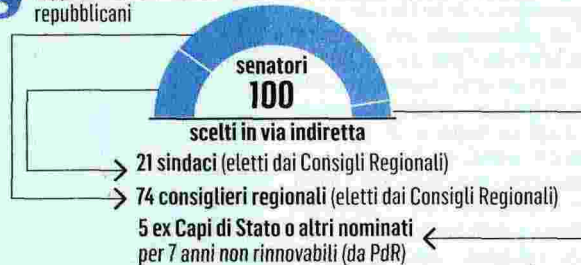 repubblicani
senatori
100
scelti in via indiretta
21 sindaci (eletti dai Consigli Regionali)
74 consiglieri regionali (eletti dai Consigli Regionali)
5 ex Capi di Stato o altri nominati
per 7 anni non rinnovabili (da PdR)